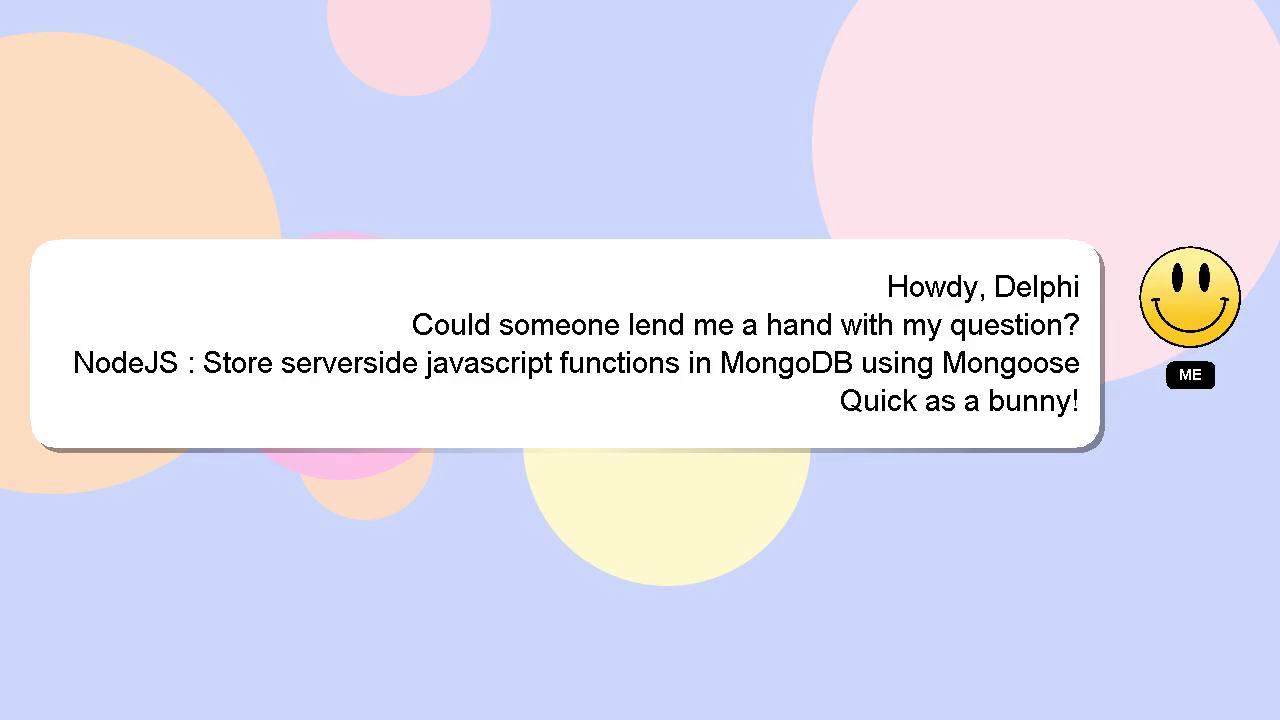 Howdy, Delphi
Could someone lend me a hand with my question?
NodeJS : Store serverside javascript functions in MongoDB using Mongoose
Quick as a bunny!
ME